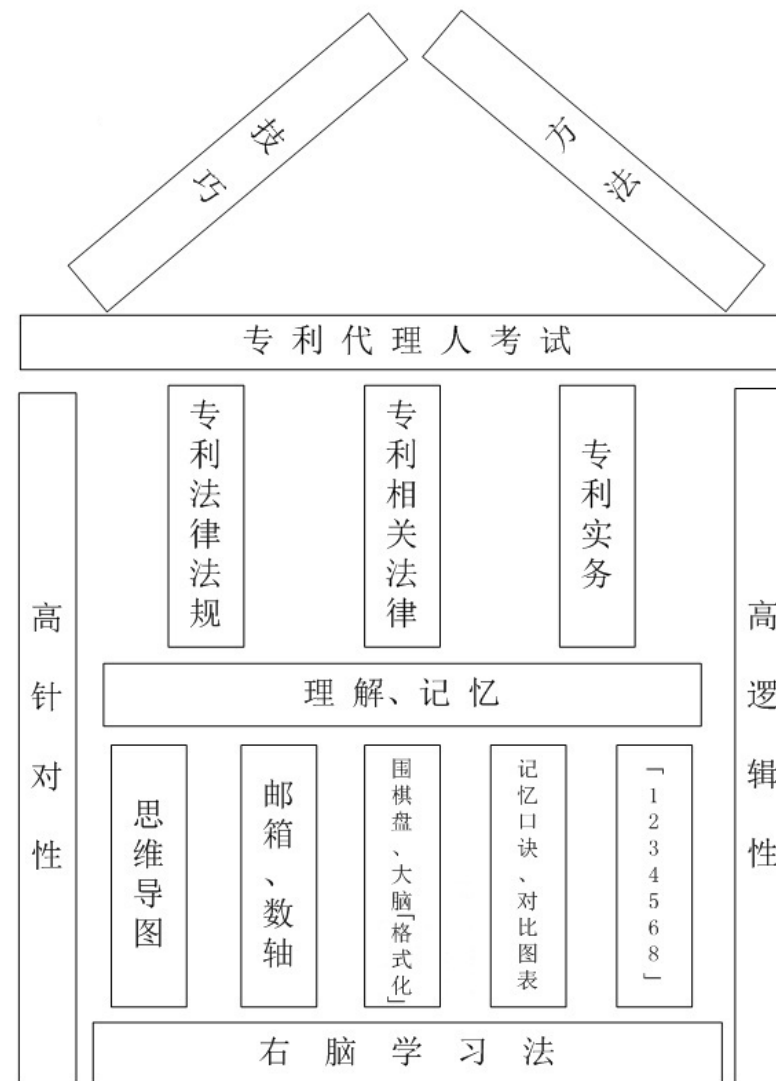 技巧
方法
专利代理人考试
高针对性
专利法律法规
专利相关法律
专利实务
高逻辑性
理解、记忆
思维导图
邮箱、数轴
围棋盘、大脑「格式化」
记忆口诀、对比图表
「1234568」
右脑学习法